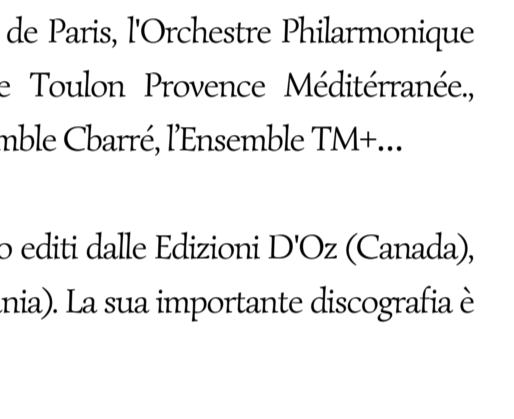 de Paris, l'Orchestre Philarmonique
e Toulon Provence Méditérranée.,
mble Cbarré, l’Ensemble TM+...
o editi dalle Edizioni D'Oz (Canada),
nia). La sua importante discografia è